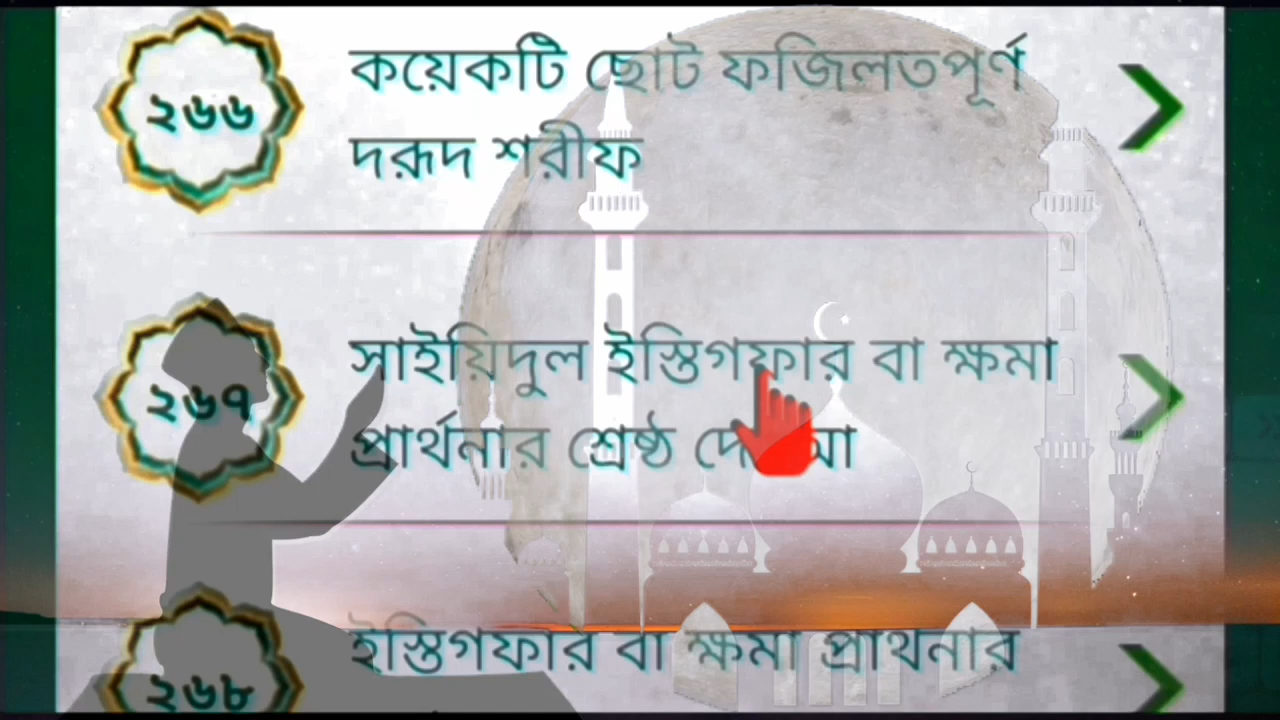 ২৬৬
কয়েকটি ছোট ফজিলতপূর্ণ
দরূদ শরীফ
২৬৭
সাইয়িদুল ইস্তিগফার বা ক্ষমা
প্রার্থনার শ্রেষ্ঠ
২৬৮
ইস্তিগফার বা ক্ষমা প্রার্থনার